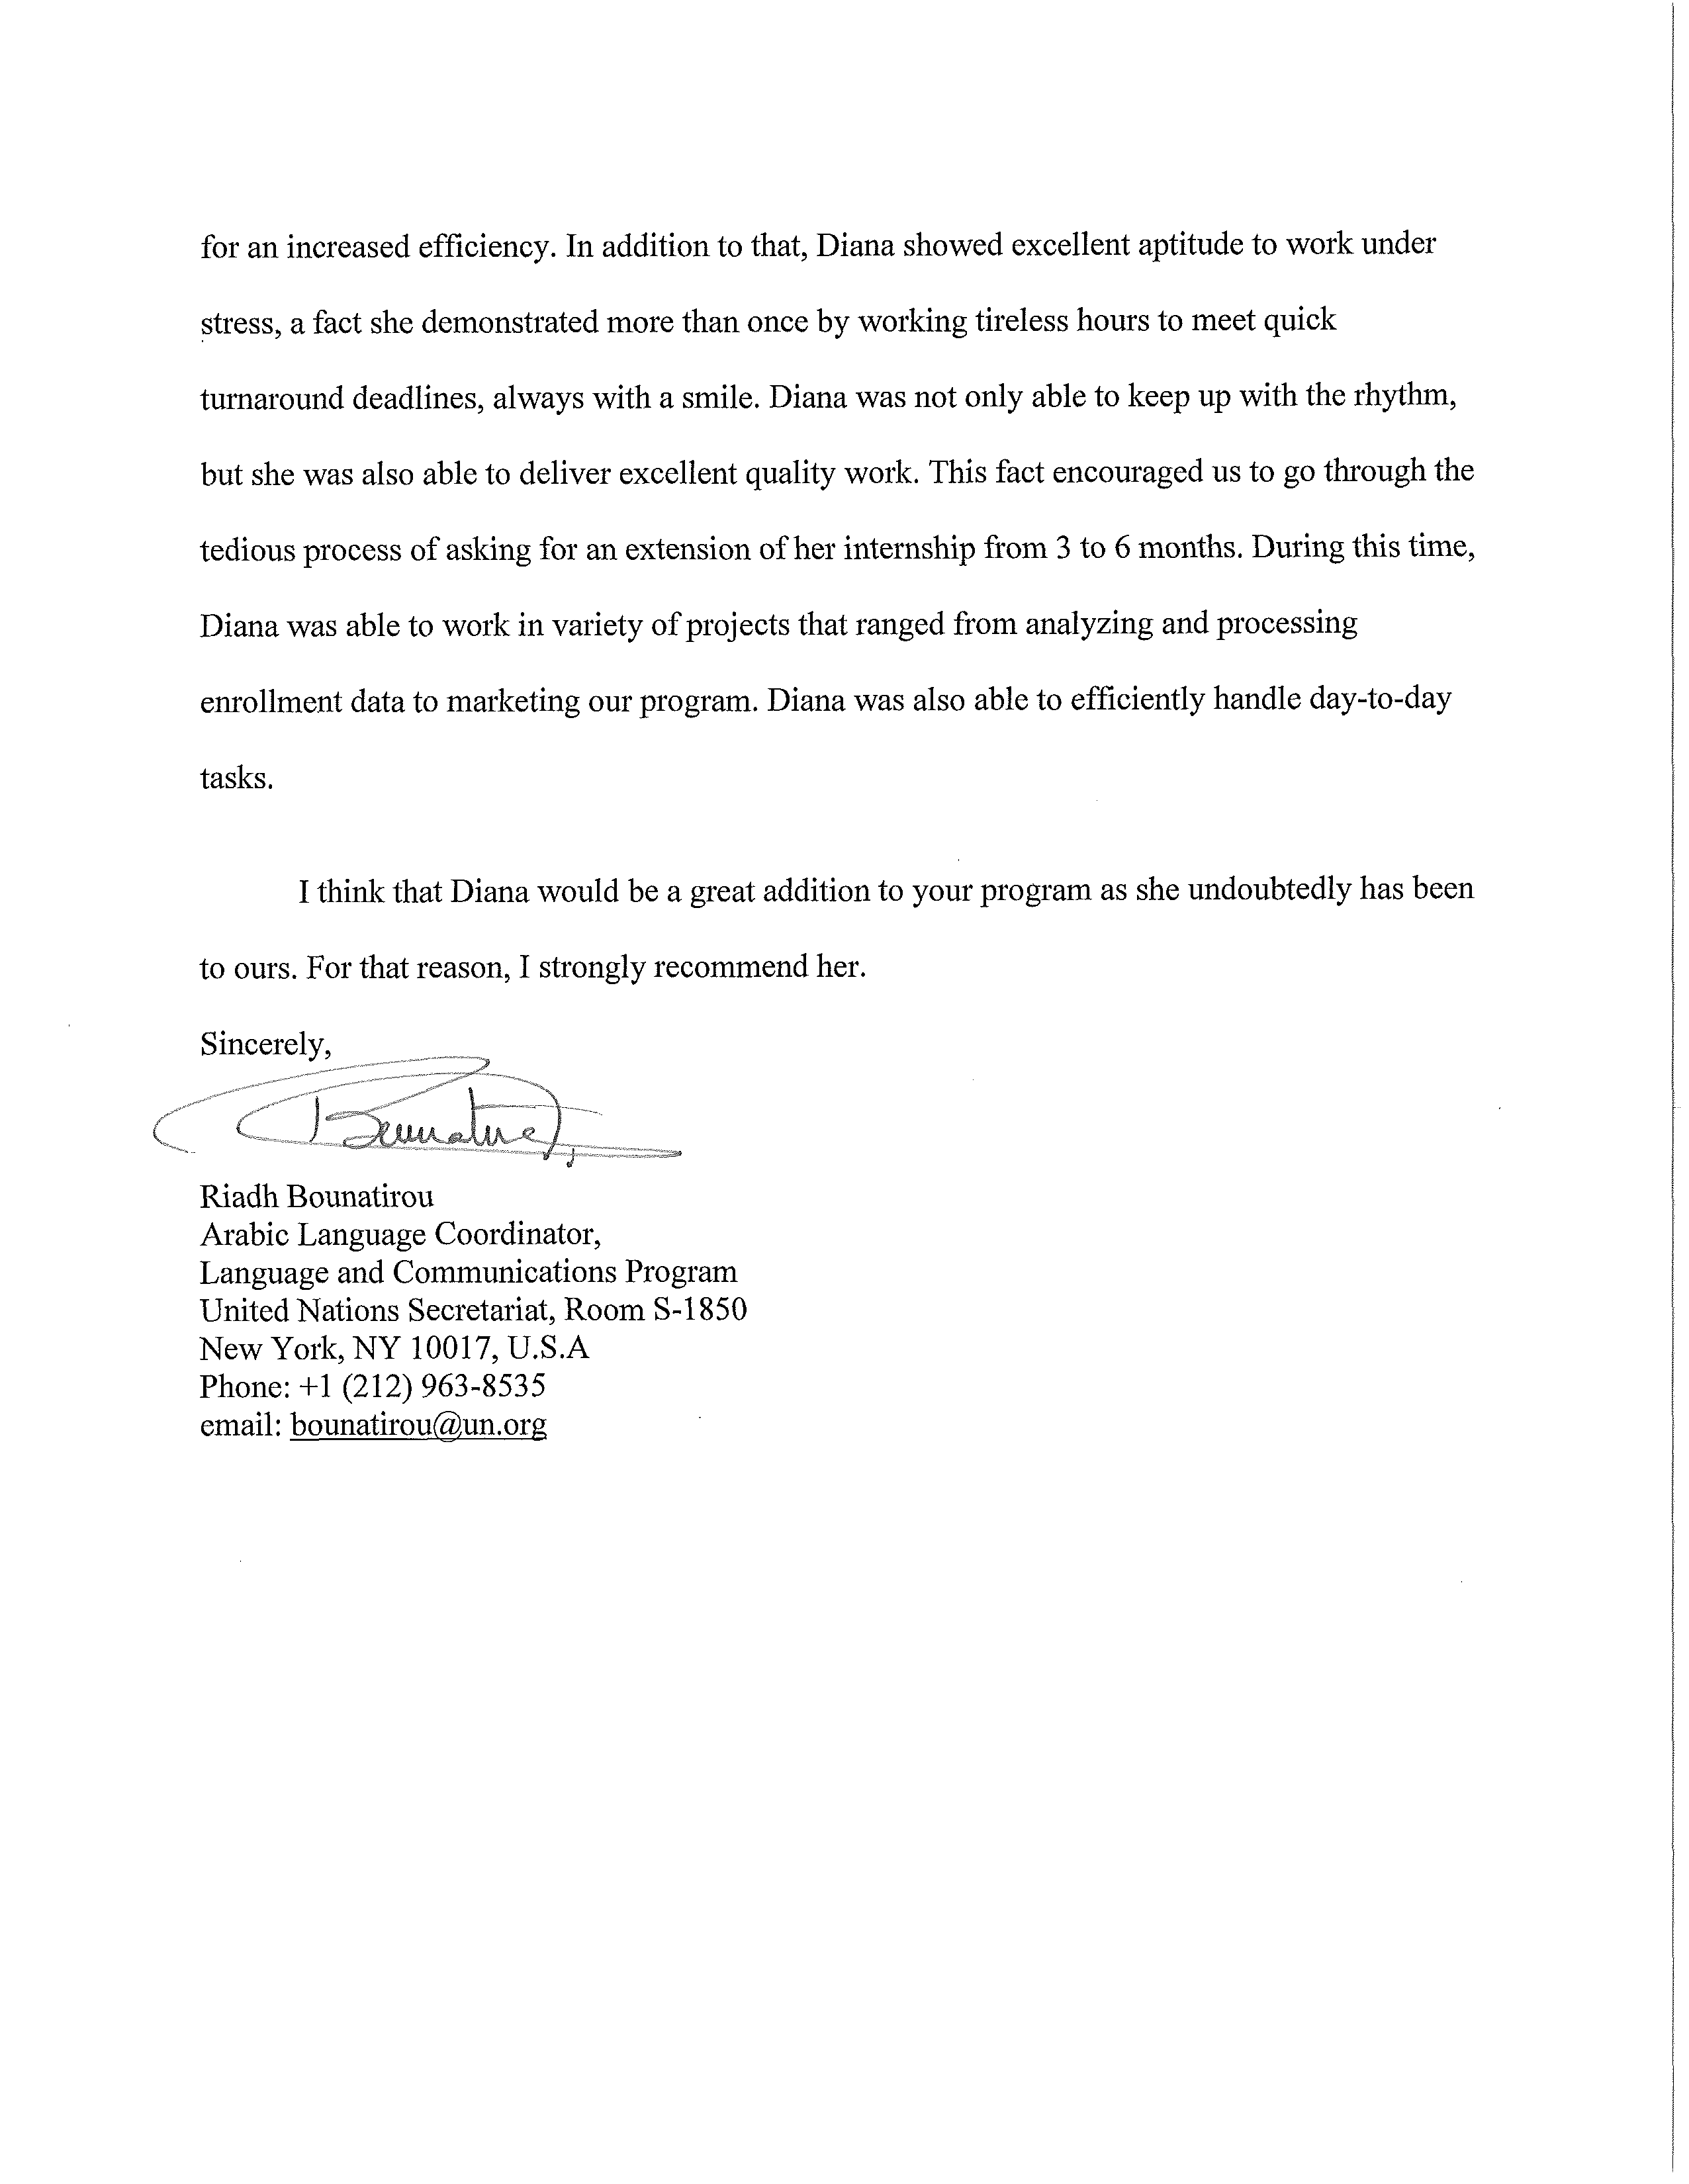 for an increased efficiency. In addition to that, Diana showed excellent aptitude to work under
stress, a fact she demonstrated more than once by working tireless hours to meet quick
turnaround deadlines, always with a smile. Diana was not only able to keep up with the rhythm,
but she was also able to deliver excellent quality work. This fact encouraged us to go through the
tedious process of asking for an extension of her internship from 3 to 6 months. During this time,
Diana was able to work in variety of projects that ranged from analyzing and processing
enrollment data to marketing our program. Diana was also able to efficiently handle day-to-day
tasks.
I think that Diana would be a great addition to your program as she undoubtedly has been
to ours. For that reason, I strongly recommend her.
Sincerely,
Riadh Bounatirou
Arabic Language Coordinator,
Language and Communications Program
United Nations Secretariat, Room S-1850
New York, NY 10017, U.S.A
Phone: +1 (212) 963-8535
email: bounatirou@un.org